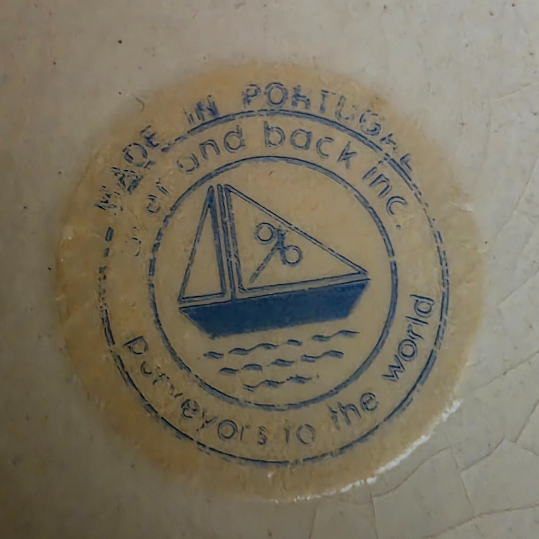 MADE IN PORTUGAL
and back inc.
purveyors to the world